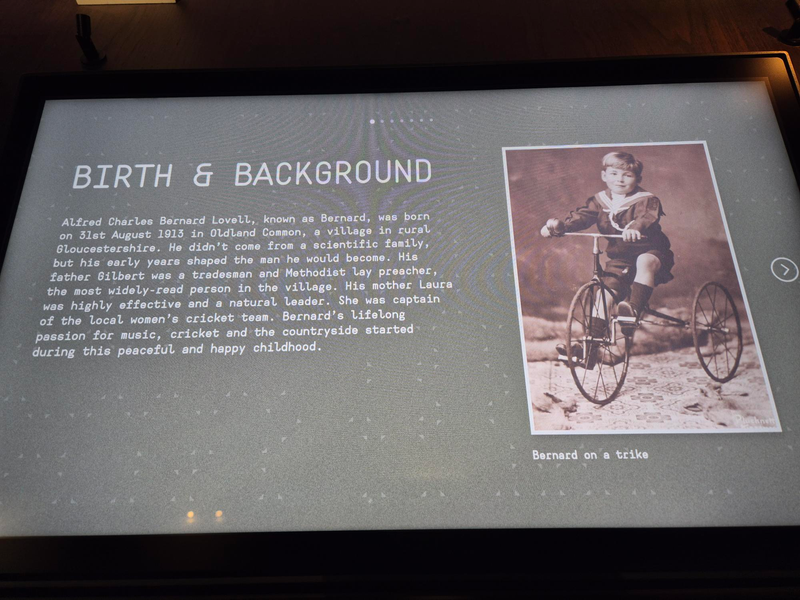 BIRTH & BACKGROUND
Alfred Charles Bernard Lovell, known as Bernard, was born
on 31st August 1913 in Oldland Common, a village in rural
Gloucestershire. He didn't come from a scientific family,
but his early years shaped the man he would become. His
father Gilbert was a tradesman and Methodist lay preacher,
the most widely-read person in the village. His mother Laura
was highly effective and a natural leader. She was captain
of the local women's cricket team. Bernard's lifelong
passion for music, cricket and the countryside started
during this peaceful and happy childhood.
Bernard on a trike